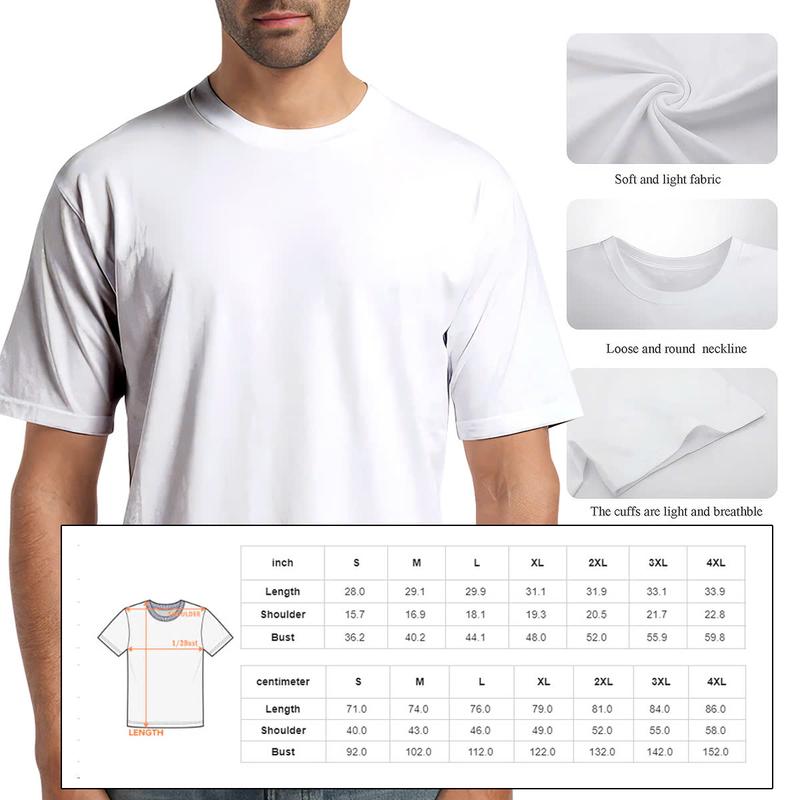 Soft and light fabric
Loose and round neckline
The cuffs are light and breathble
SHOULDER
1/2Bust
LENGTH
inch S M L XL 2XL 3XL 4XL
Length 28.0 29.1 29.9 31.1 31.9 33.1 33.9
Shoulder 15.7 16.9 18.1 19.3 20.5 21.7 22.8
Bust 36.2 40.2 44.1 48.0 52.0 55.9 59.8
centimeter S M L XL 2XL 3XL 4XL
Length 71.0 74.0 76.0 79.0 81.0 84.0 86.0
Shoulder 40.0 43.0 46.0 49.0 52.0 55.0 58.0
Bust 92.0 102.0 112.0 122.0 132.0 142.0 152.0